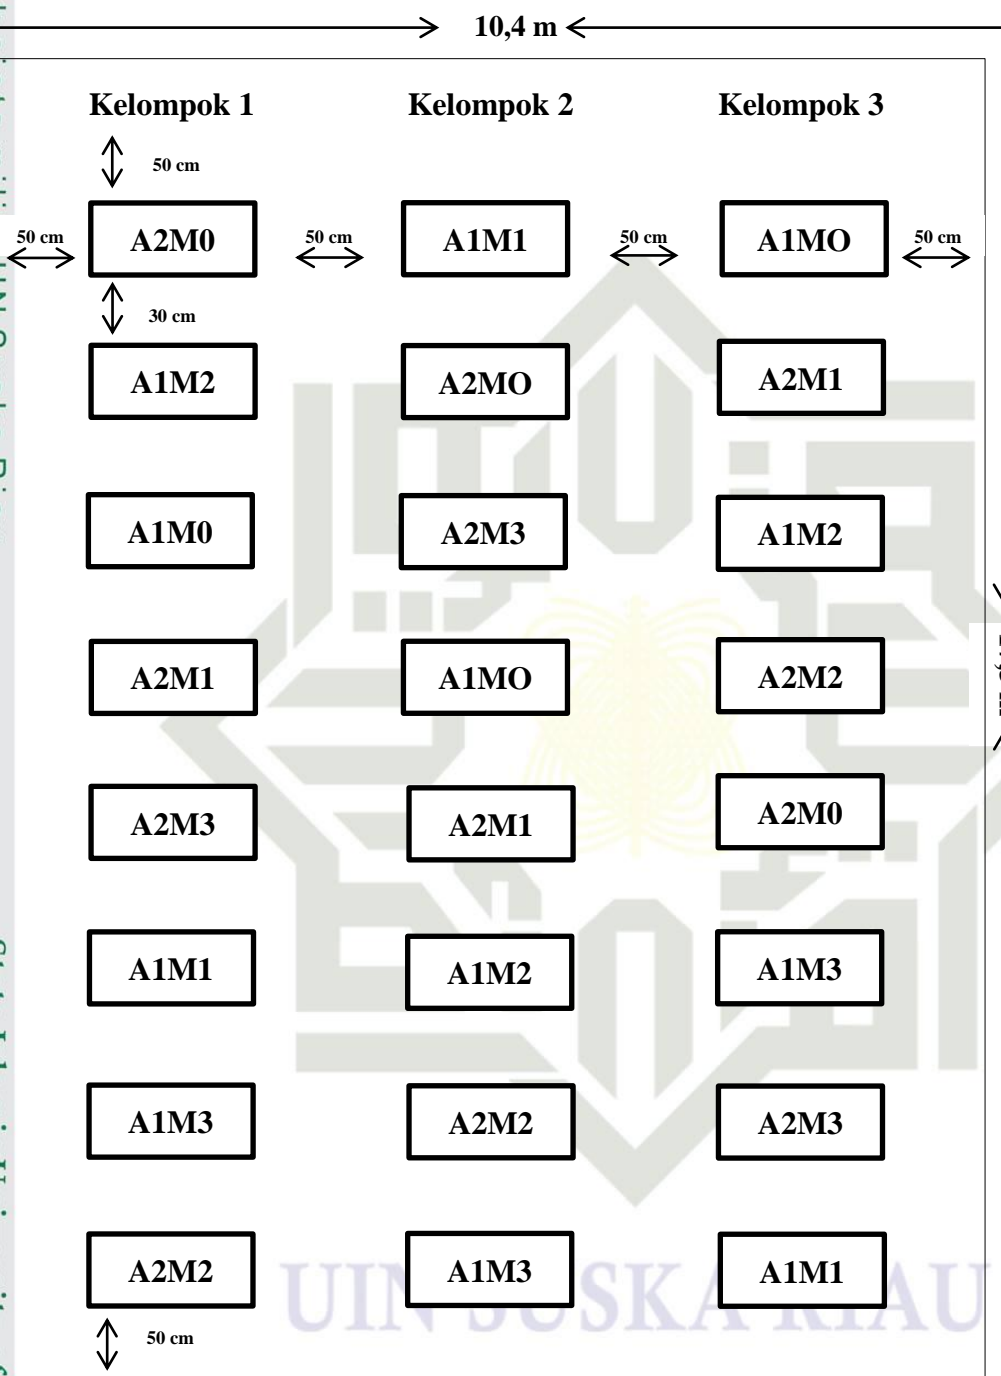 10,4 m
Kelompok 1 Kelompok 2 Kelompok 3
50 cm
50 cm A2M0 50 cm A1M1 50 cm A1MO 50 cm
30 cm
A1M2 A2MO A2M1
A1M0 A2M3 A1M2
A2M1 A1MO A2M2
A2M3 A2M1 A2M0
A1M1 A1M2 A1M3
A1M3 A2M2 A2M3
A2M2 A1M3 A1M1
50 cm
UIN SUSKA RIAU